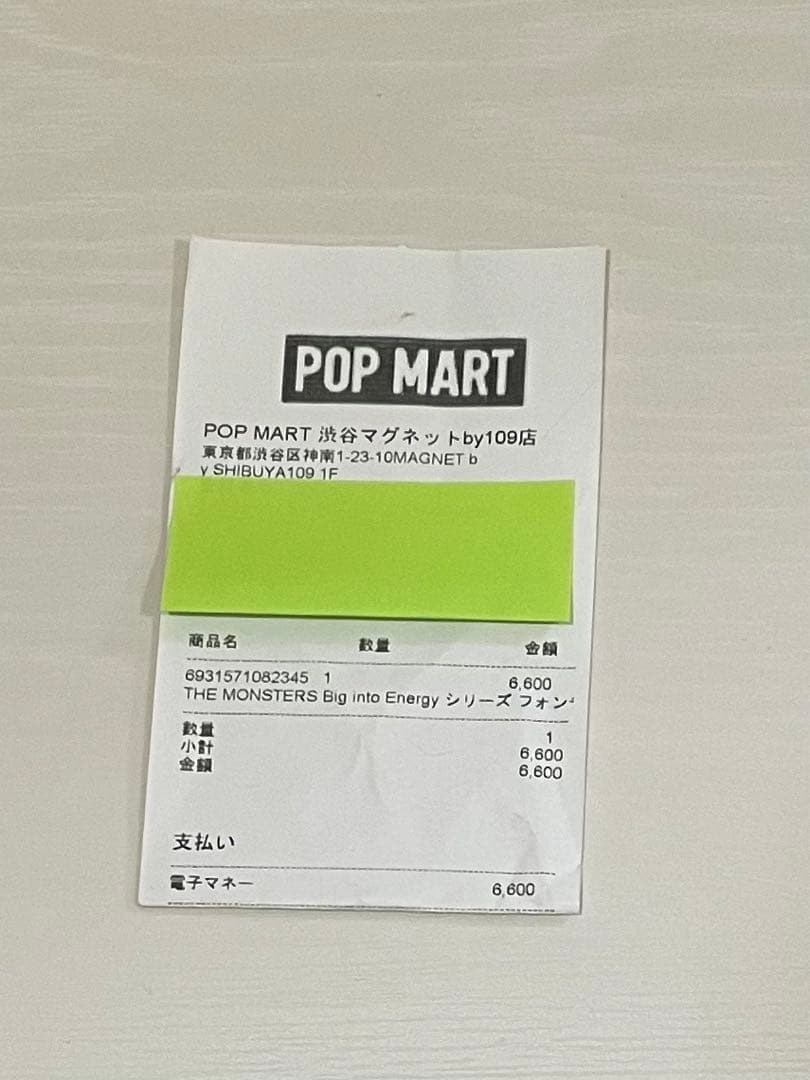 POP MART
POP MART 渋谷マグネットby109店
東京都渋谷区神南1-23-10MAGNET b
y SHIBUYA109 1F
商品名 数量 金額
6931571082345 1 6,600
THE MONSTERS Big into Energy シリーズ フォン
数量 1
小計 6,600
金額 6,600
支払い
電子マネー 6,600